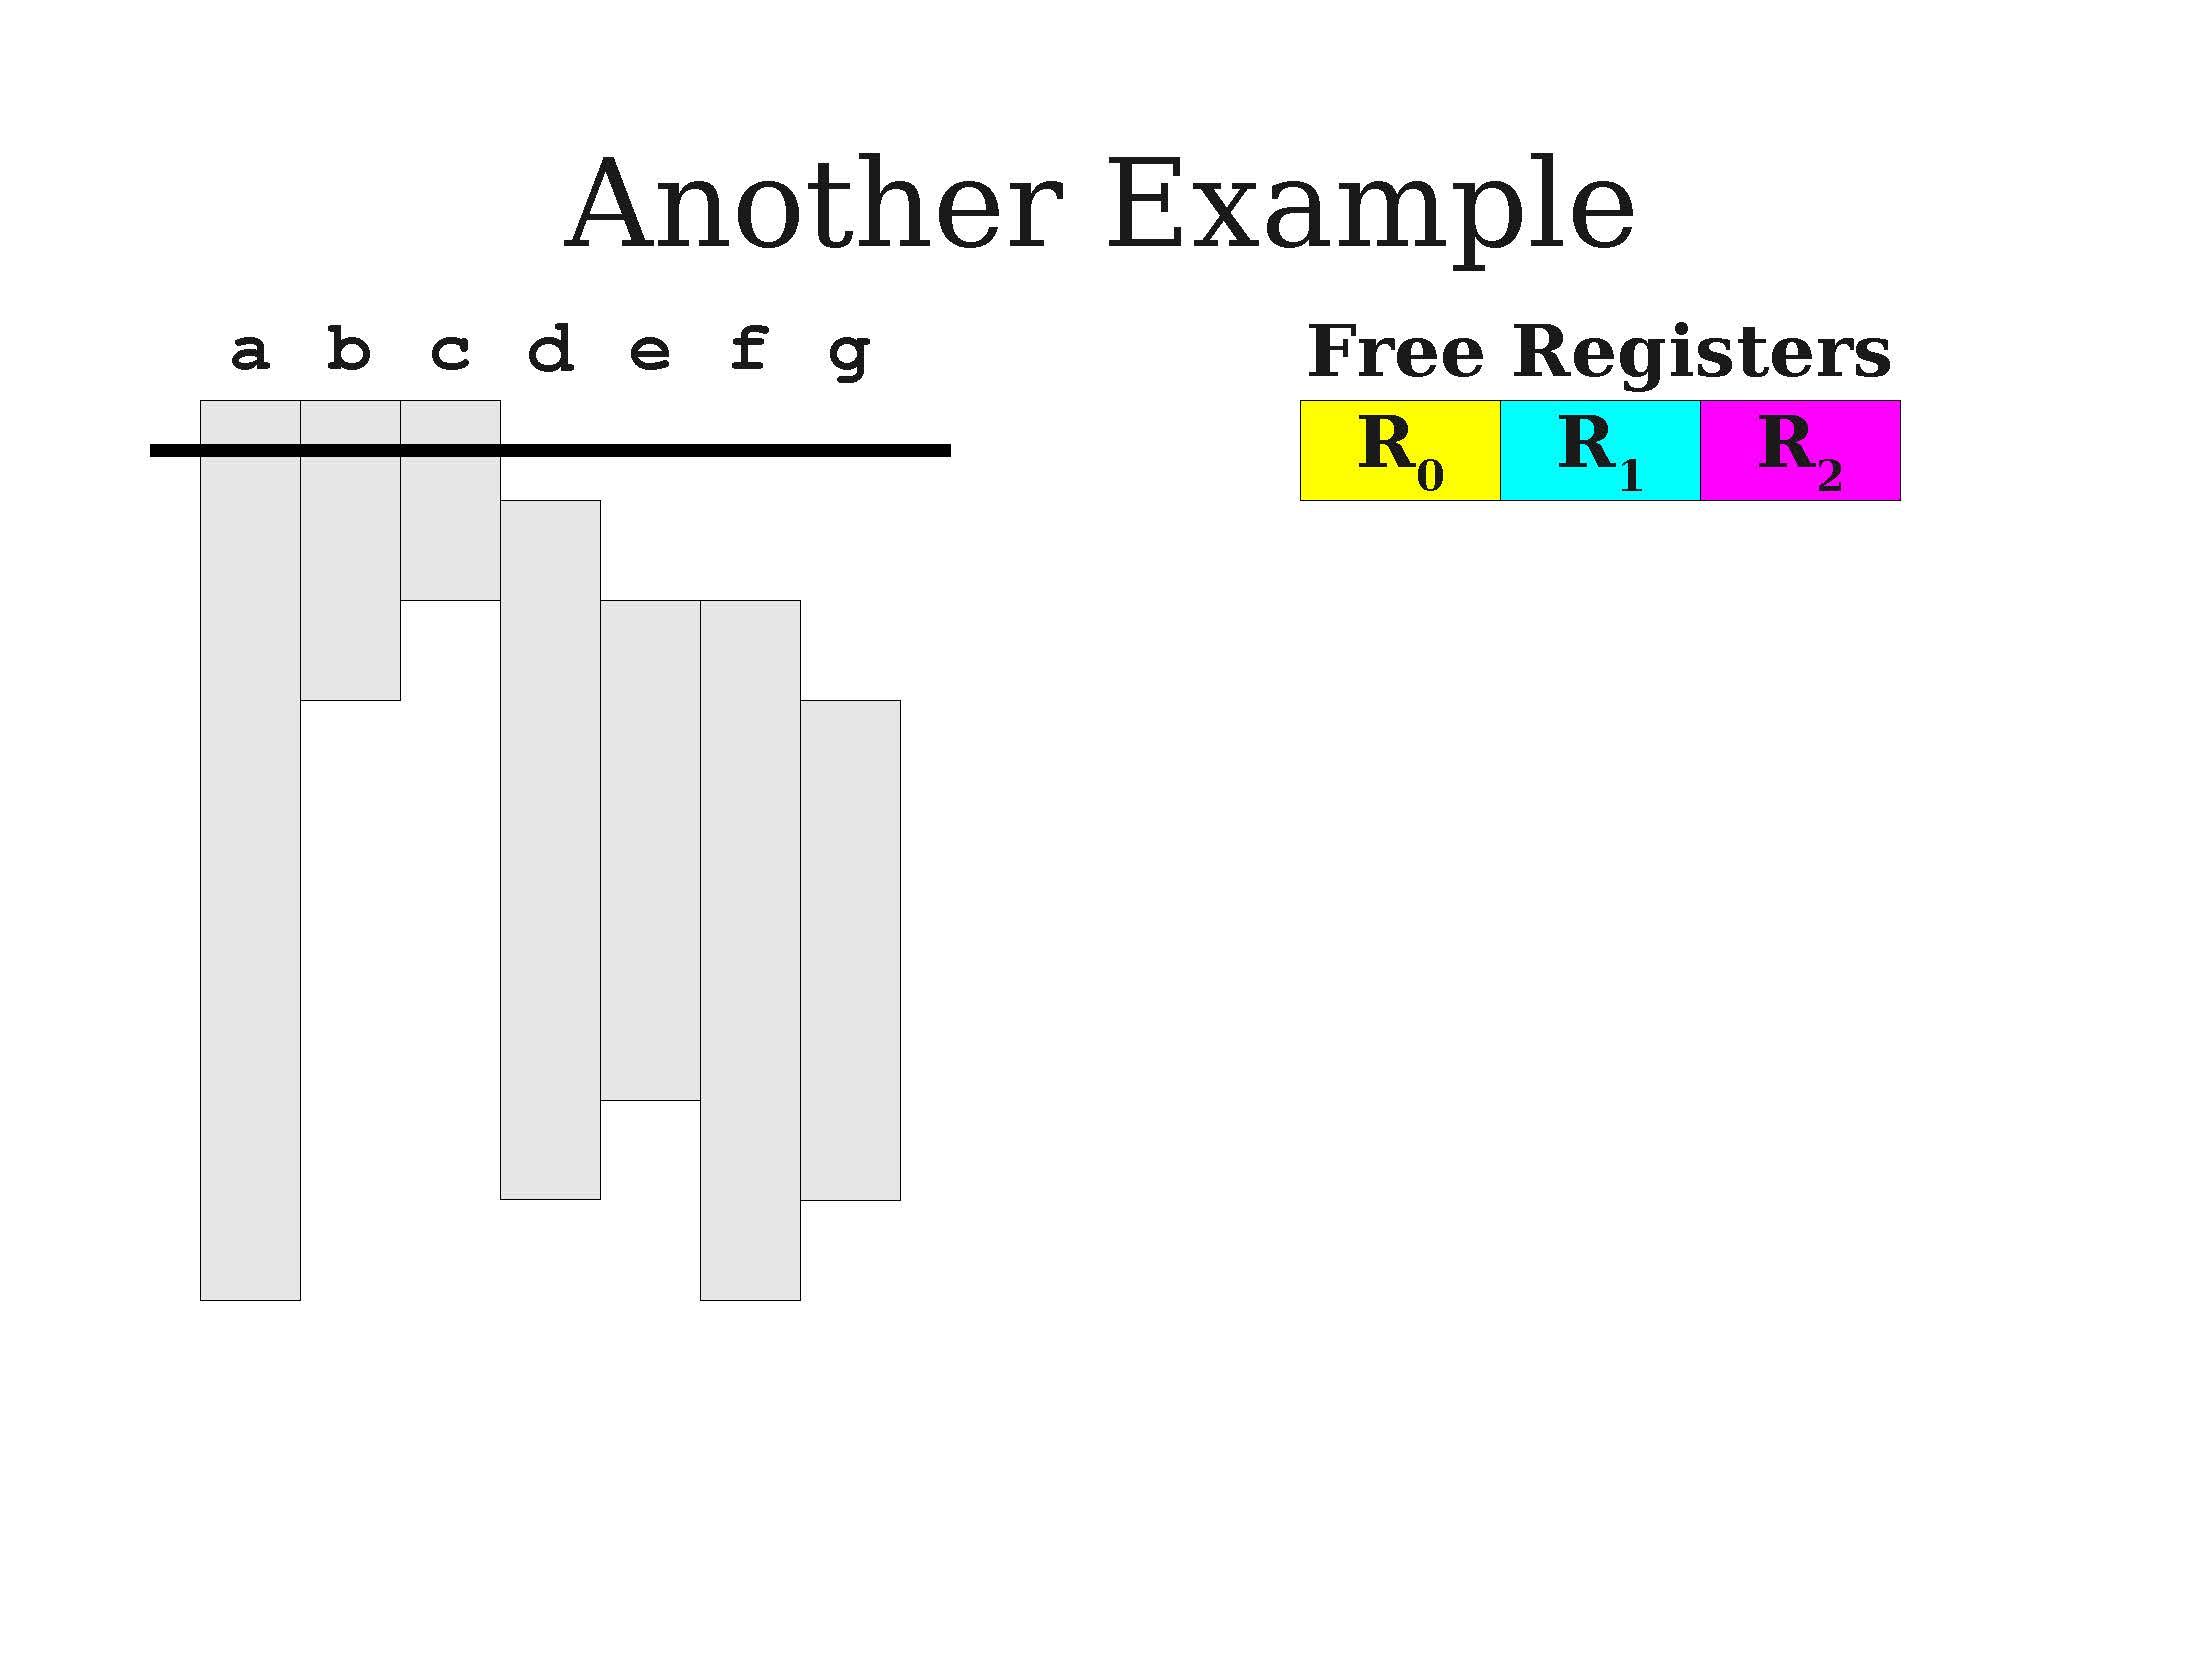 Another Example
a b c d e f g
Free Registers
R0 R1 R2